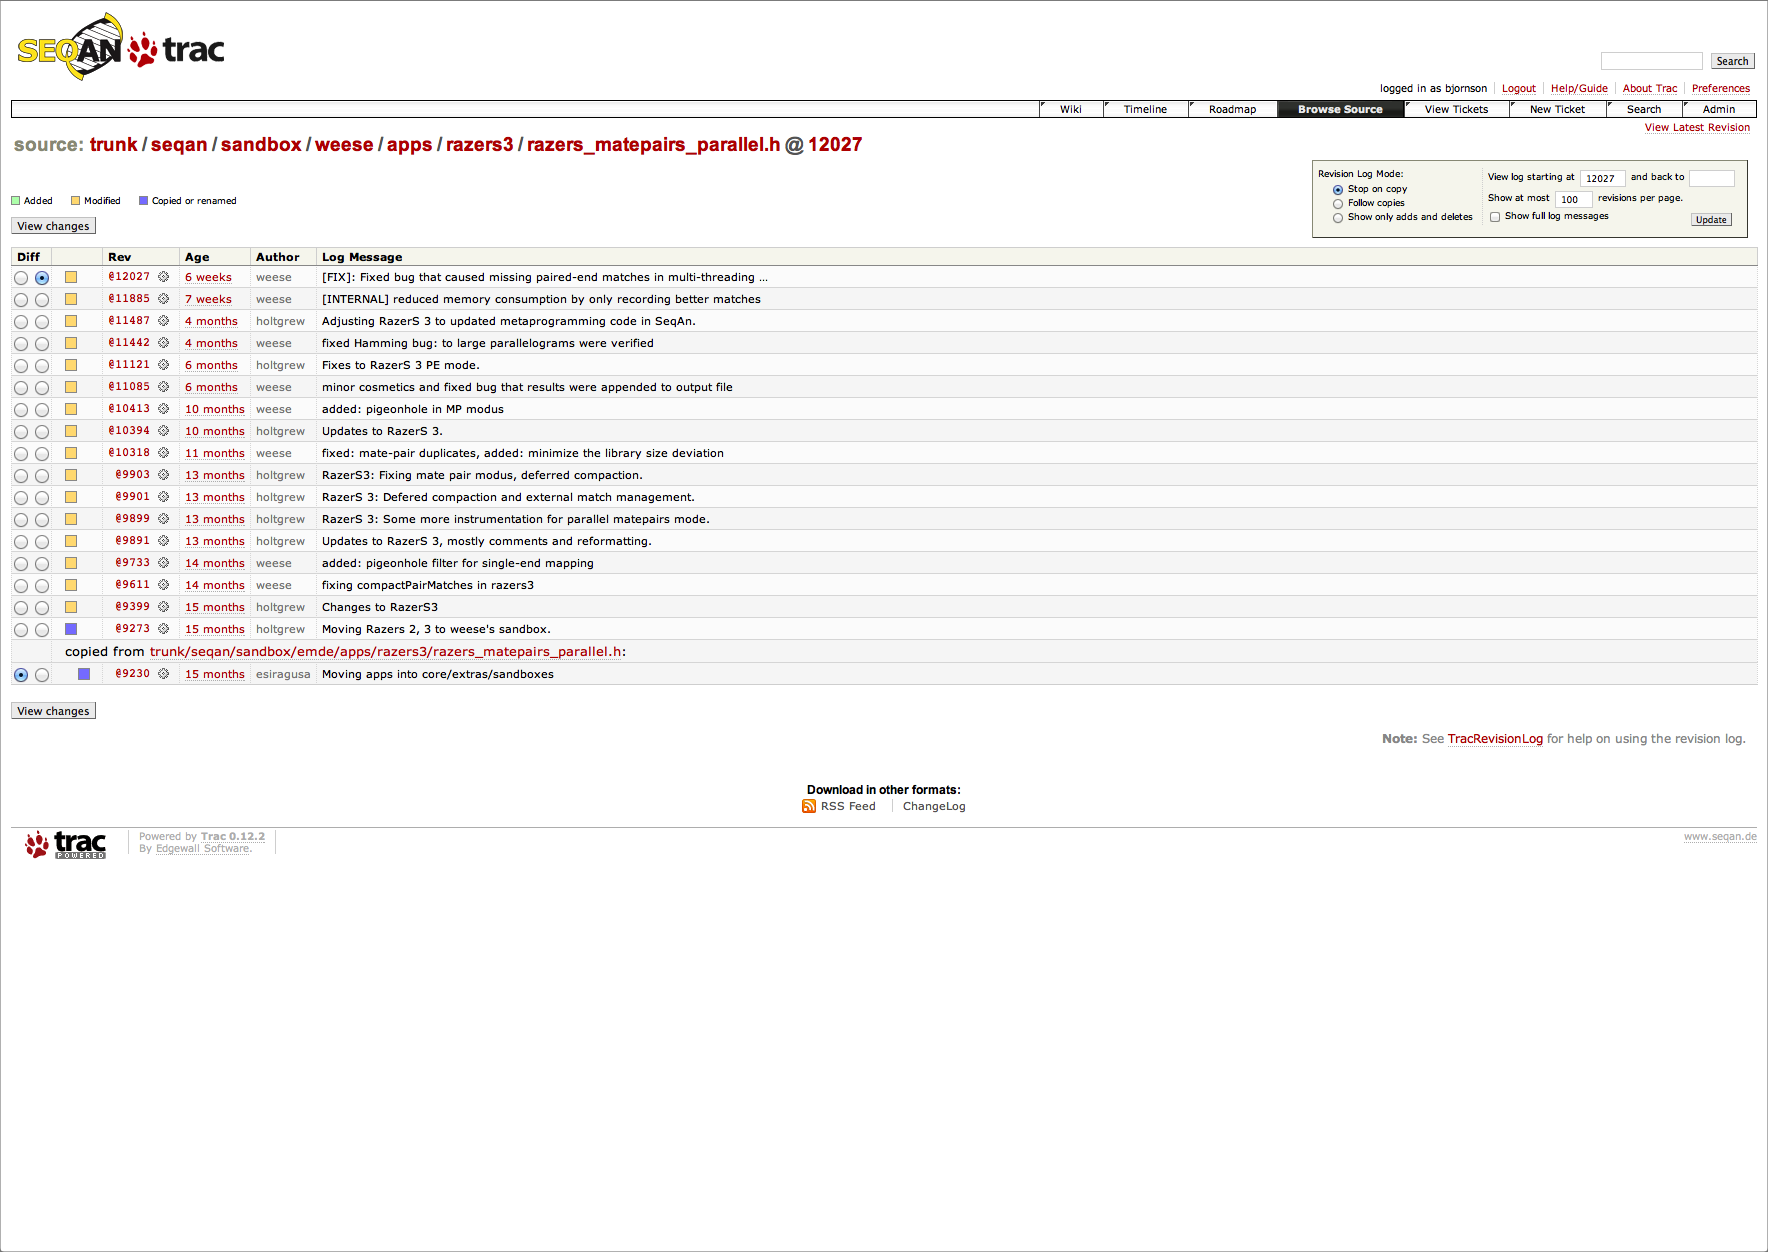 SEQAN trac
Search
logged in as bjornson Logout Help/Guide About Trac Preferences
Wiki Timeline Roadmap Browse Source View Tickets New Ticket Search Admin
View Latest Revision
source: trunk / seqan / sandbox / weese / apps / razers3 / razers_matepairs_parallel.h @ 12027
Revision Log Mode:
Stop on copy
Follow copies
Show only adds and deletes
View log starting at 12027 and back to
Show at most 100 revisions per page.
Show full log messages
Update
Added Modified Copied or renamed
View changes
Diff Rev Age Author Log Message
@12027 6 weeks weese [FIX]: Fixed bug that caused missing paired-end matches in multi-threading ...
@11885 7 weeks weese [INTERNAL] reduced memory consumption by only recording better matches
@11487 4 months holtgrew Adjusting RazerS 3 to updated metaprogramming code in SeqAn.
@11442 4 months weese fixed Hamming bug: to large parallelograms were verified
@11121 6 months holtgrew Fixes to RazerS 3 PE mode.
@11085 6 months weese minor cosmetics and fixed bug that results were appended to output file
@10413 10 months weese added: pigeonhole in MP modus
@10394 10 months holtgrew Updates to RazerS 3.
@10318 11 months weese fixed: mate-pair duplicates, added: minimize the library size deviation
@9903 13 months holtgrew RazerS3: Fixing mate pair modus, deferred compaction.
@9901 13 months holtgrew RazerS 3: Defered compaction and external match management.
@9899 13 months holtgrew RazerS 3: Some more instrumentation for parallel matepairs mode.
@9891 13 months holtgrew Updates to RazerS 3, mostly comments and reformatting.
@9733 14 months weese added: pigeonhole filter for single-end mapping
@9611 14 months weese fixing compactPairMatches in razers3
@9399 15 months holtgrew Changes to RazerS3
@9273 15 months holtgrew Moving Razers 2, 3 to weese's sandbox.
copied from trunk/seqan/sandbox/emde/apps/razers3/razers_matepairs_parallel.h:
@9230 15 months esiragusa Moving apps into core/extras/sandboxes
View changes
Note: See TracRevisionLog for help on using the revision log.
Download in other formats:
RSS Feed ChangeLog
trac POWERED
Powered by Trac 0.12.2
By Edgewall Software.
www.seqan.de